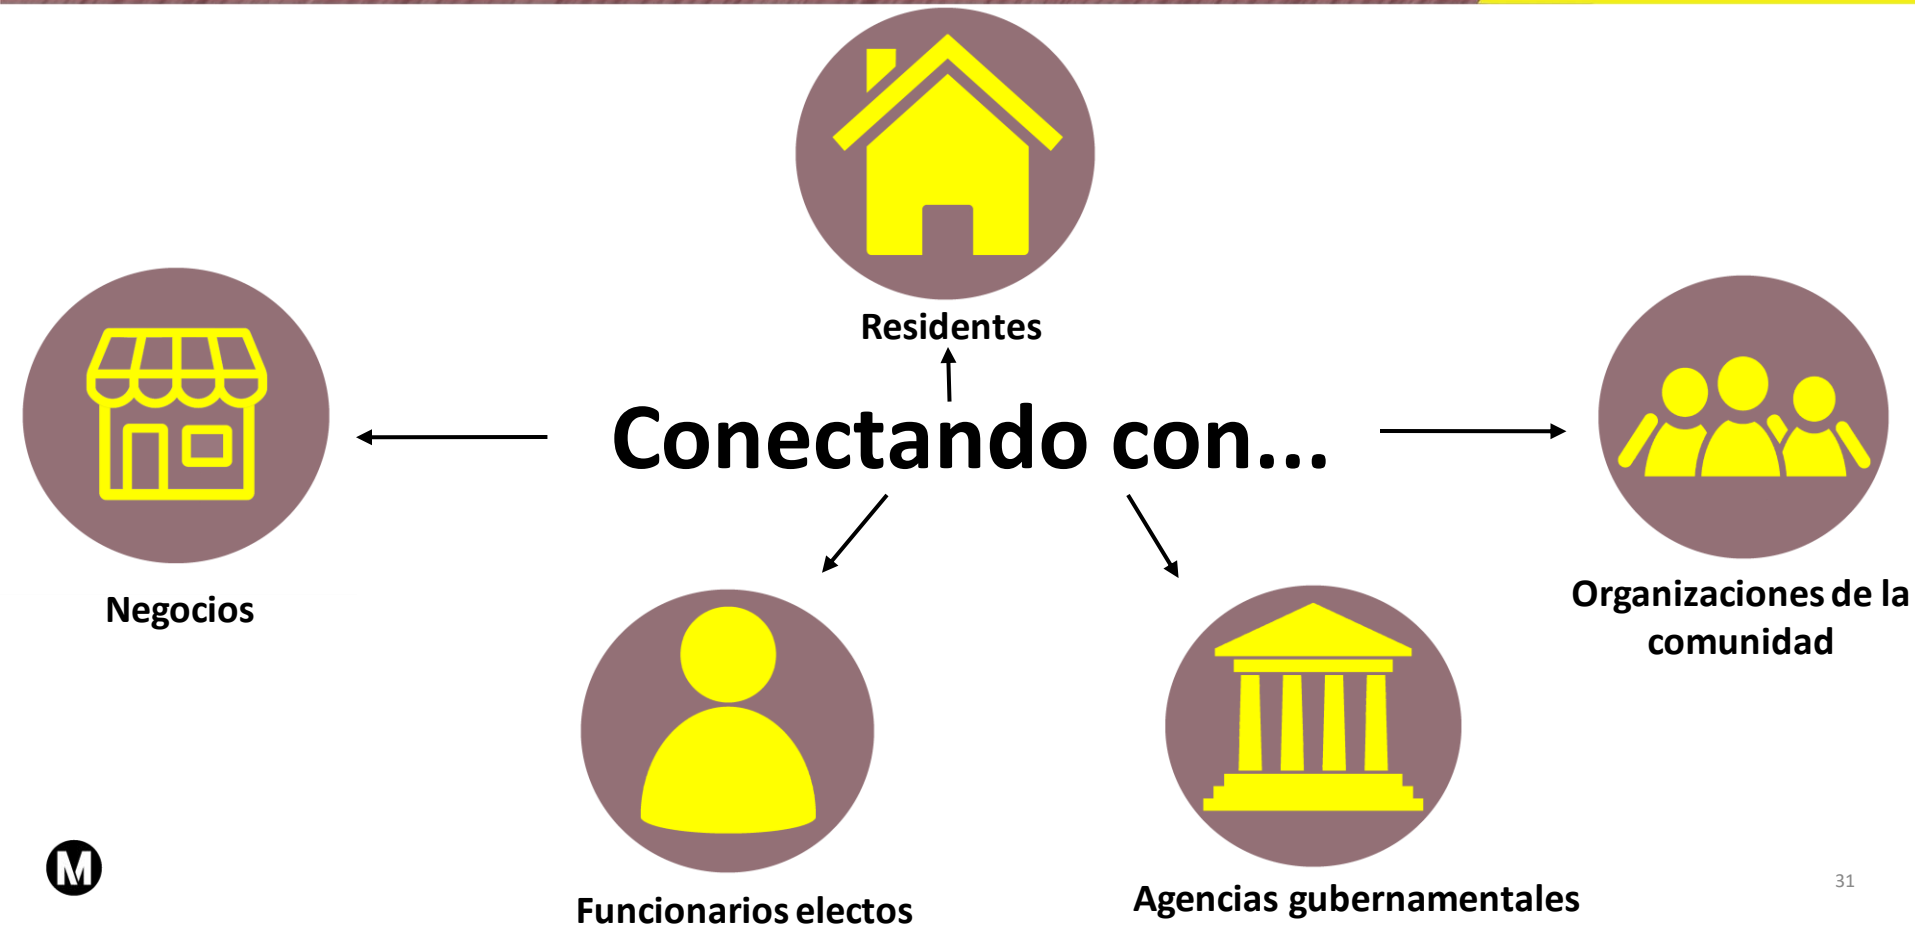 Residentes
Conectando con...
Negocios
Organizaciones de la
comunidad
Funcionarios electos
Agencias gubernamentales
M
31